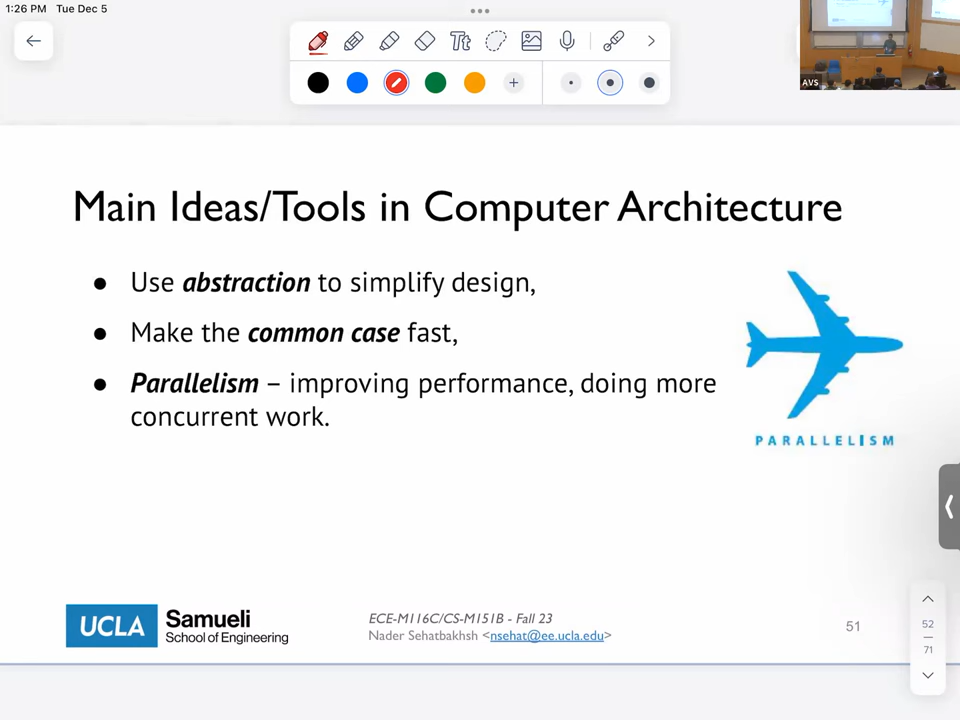 1:26 PM Tue Dec 5
Tt
AVS
Main Ideas/Tools in Computer Architecture
● Use abstraction to simplify design,
● Make the common case fast,
● Parallelism – improving performance, doing more
concurrent work.
PARALLELISM
UCLA Samueli
School of Engineering
ECE-M116C/CS-M151B - Fall 23
Nader Sehatbakhsh <nsehat@ee.ucla.edu>
51
52
71